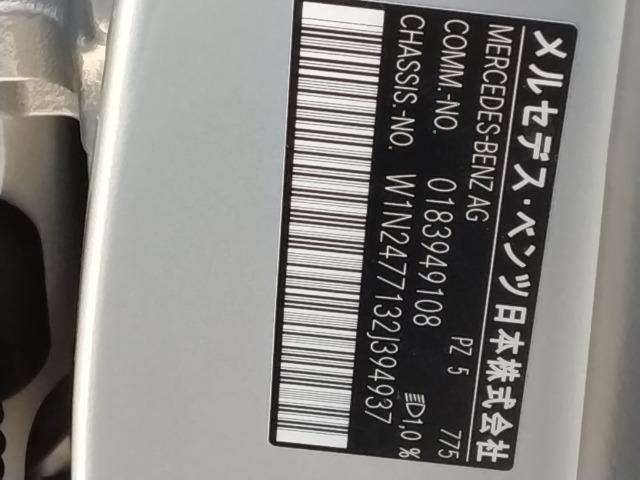 メルセデス・ベンツ日本株式会社
MERCEDES-BENZ AG 775
COMM.-NO. 0183949108 PZ 5
CHASSIS.-NO. W1N2477132J394937 1,0 %